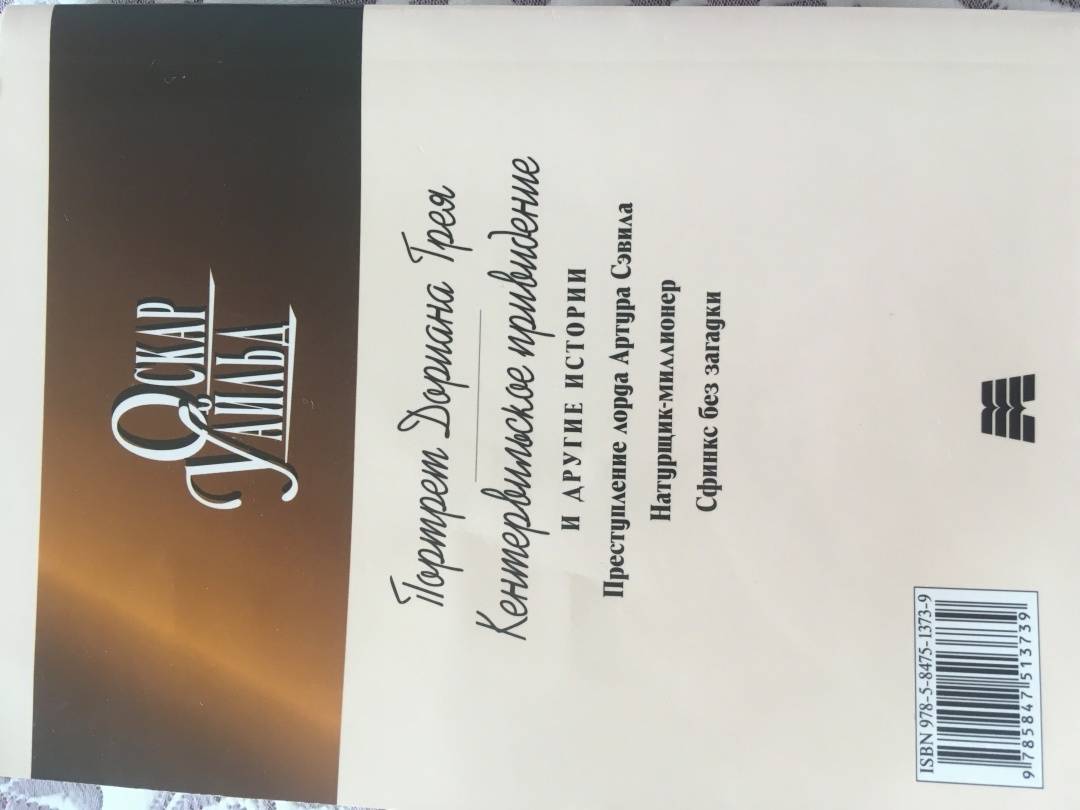 Оскар
Уайльд
Портрет Дориана Грея
Кентервильское привидение
И ДРУГИЕ ИСТОРИИ
Преступление лорда Артура Сэвила
Натурщик-миллионер
Сфинкс без загадки
ISBN 978-5-8475-1373-9
9 785847 513739